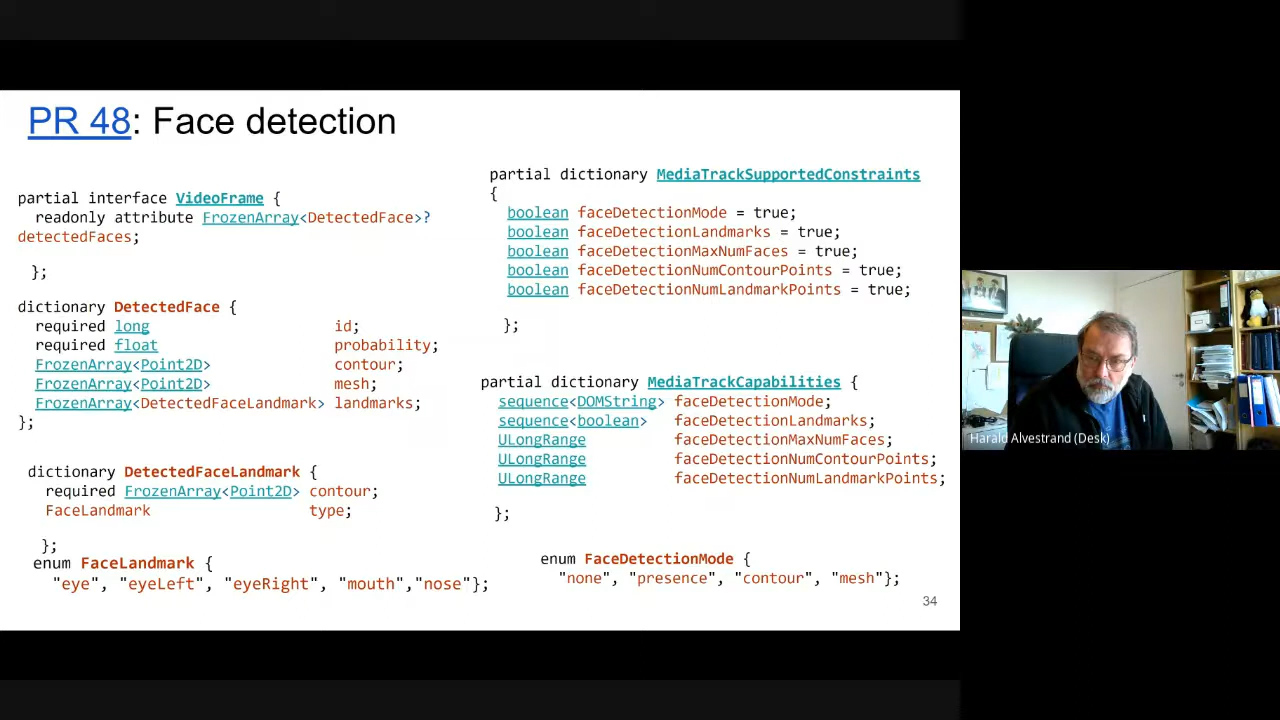 PR 48: Face detection
partial interface VideoFrame {
readonly attribute FrozenArray<DetectedFace>?
detectedFaces;
};
dictionary DetectedFace {
required long id;
required float probability;
FrozenArray<Point2D> contour;
FrozenArray<Point2D> mesh;
FrozenArray<DetectedFaceLandmark> landmarks;
};
dictionary DetectedFaceLandmark {
required FrozenArray<Point2D> contour;
FaceLandmark type;
};
enum FaceLandmark {
"eye", "eyeLeft", "eyeRight", "mouth","nose"};
partial dictionary MediaTrackSupportedConstraints
{
boolean faceDetectionMode = true;
boolean faceDetectionLandmarks = true;
boolean faceDetectionMaxNumFaces = true;
boolean faceDetectionNumContourPoints = true;
boolean faceDetectionNumLandmarkPoints = true;
};
partial dictionary MediaTrackCapabilities {
sequence<DOMString> faceDetectionMode;
sequence<boolean> faceDetectionLandmarks;
ULongRange faceDetectionMaxNumFaces;
ULongRange faceDetectionNumContourPoints;
ULongRange faceDetectionNumLandmarkPoints;
};
enum FaceDetectionMode {
"none", "presence", "contour", "mesh"};
34
Harald Alvestrand (Desk)